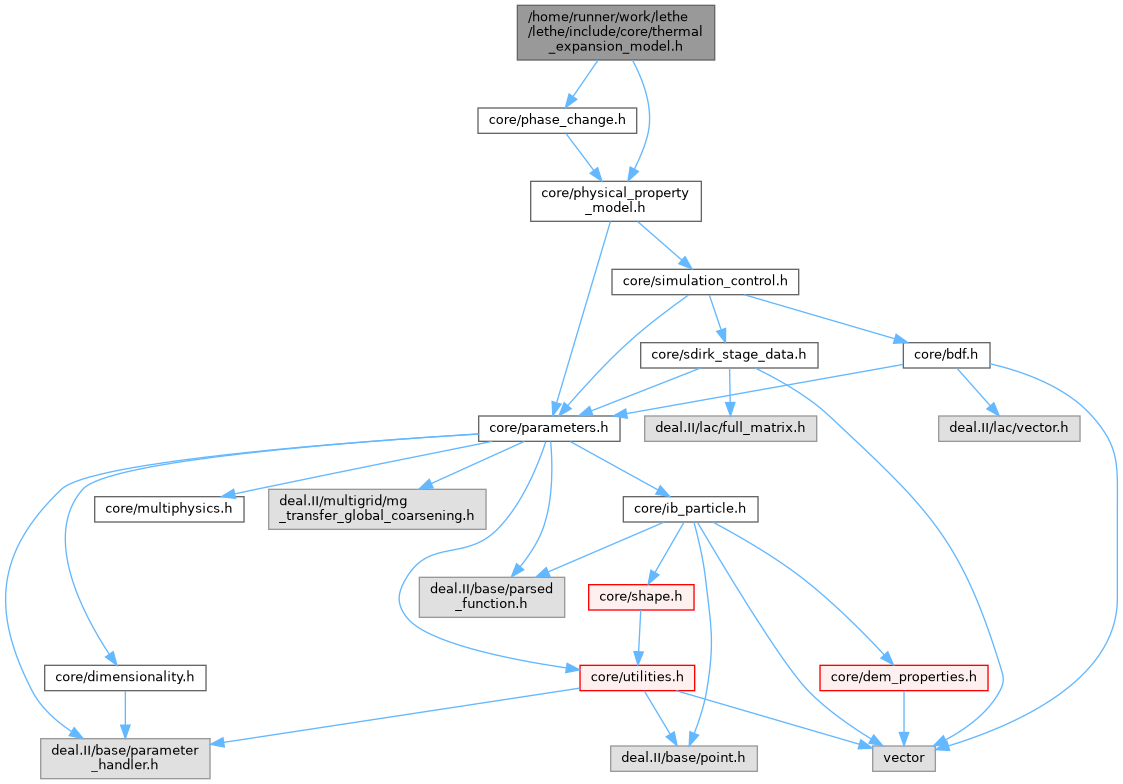 /home/runner/work/lethe
/lethe/include/core/thermal
_expansion_model.h
core/phase_change.h
core/physical_property
_model.h
core/simulation_control.h
core/sdirk_stage_data.h
core/bdf.h
core/parameters.h
deal.II/lac/full_matrix.h
deal.II/lac/vector.h
core/multiphysics.h
deal.II/multigrid/mg
_transfer_global_coarsening.h
core/ib_particle.h
deal.II/base/parsed
_function.h
core/shape.h
core/dimensionality.h
core/utilities.h
core/dem_properties.h
deal.II/base/parameter
_handler.h
deal.II/base/point.h
vector